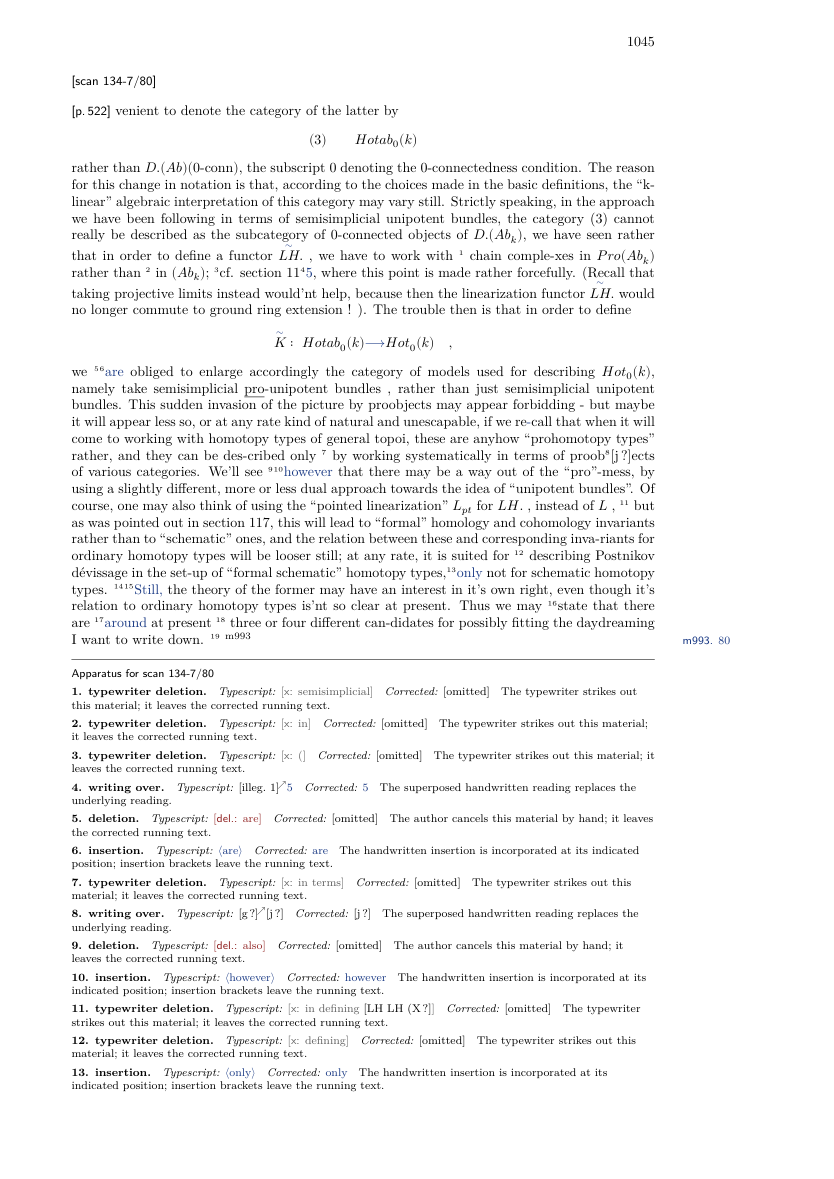 1045
[scan 134-7/80]
[p. 522] venient to denote the category of the latter by
(3) Hotab₀(k)
rather than D.(Ab)(0-conn), the subscript 0 denoting the 0-connectedness condition. The reason
for this change in notation is that, according to the choices made in the basic definitions, the “k-
linear” algebraic interpretation of this category may vary still. Strictly speaking, in the approach
we have been following in terms of semisimplicial unipotent bundles, the category (3) cannot
really be described as the subcategory of 0-connected objects of D.(Abₖ), we have seen rather
that in order to define a functor L̃H. , we have to work with ¹ chain comple-xes in Pro(Abₖ)
rather than ² in (Abₖ); ³cf. section 11⁴5, where this point is made rather forcefully. (Recall that
taking projective limits instead would'nt help, because then the linearization functor L̃H. would
no longer commute to ground ring extension ! ). The trouble then is that in order to define
K̃ : Hotab₀(k)⟶Hot₀(k) ,
we ⁵ ⁶are obliged to enlarge accordingly the category of models used for describing Hot₀(k),
namely take semisimplicial pro-unipotent bundles , rather than just semisimplicial unipotent
bundles. This sudden invasion of the picture by proobjects may appear forbidding - but maybe
it will appear less so, or at any rate kind of natural and unescapable, if we re-call that when it will
come to working with homotopy types of general topoi, these are anyhow “prohomotopy types”
rather, and they can be des-cribed only ⁷ by working systematically in terms of proob⁸[j ?]ects
of various categories. We'll see ⁹ ¹⁰however that there may be a way out of the “pro”-ness, by
using a slightly different, more or less dual approach towards the idea of “unipotent bundles”. Of
course, one may also think of using the “pointed linearization” Lₚₜ for LH. , instead of L , ¹¹ but
as was pointed out in section 117, this will lead to “formal” homology and cohomology invariants
rather than to “schematic” ones, and the relation between these and corresponding inva-riants for
ordinary homotopy types will be looser still; at any rate, it is suited for ¹² describing Postnikov
dévissage in the set-up of “formal schematic” homotopy types,¹³only not for schematic homotopy
types. ¹⁴ ¹⁵Still, the theory of the former may have an interest in it's own right, even though it's
relation to ordinary homotopy types is'nt so clear at present. Thus we may ¹⁶state that there
are ¹⁷around at present ¹⁸ three or four different can-didates for possibly fitting the daydreaming
I want to write down. ¹⁹ m993
m993. 80
Apparatus for scan 134-7/80
1. typewriter deletion. Typescript: [x: semisimplicial] Corrected: [omitted] The typewriter strikes out
this material; it leaves the corrected running text.
2. typewriter deletion. Typescript: [x: in] Corrected: [omitted] The typewriter strikes out this material;
it leaves the corrected running text.
3. typewriter deletion. Typescript: [x: (] Corrected: [omitted] The typewriter strikes out this material; it
leaves the corrected running text.
4. writing over. Typescript: [illeg. 1]↗5 Corrected: 5 The superposed handwritten reading replaces the
underlying reading.
5. deletion. Typescript: [del.: are] Corrected: [omitted] The author cancels this material by hand; it leaves
the corrected running text.
6. insertion. Typescript: ⟨are⟩ Corrected: are The handwritten insertion is incorporated at its indicated
position; insertion brackets leave the running text.
7. typewriter deletion. Typescript: [x: in terms] Corrected: [omitted] The typewriter strikes out this
material; it leaves the corrected running text.
8. writing over. Typescript: [g ?]↗[j ?] Corrected: [j ?] The superposed handwritten reading replaces the
underlying reading.
9. deletion. Typescript: [del.: also] Corrected: [omitted] The author cancels this material by hand; it
leaves the corrected running text.
10. insertion. Typescript: ⟨however⟩ Corrected: however The handwritten insertion is incorporated at its
indicated position; insertion brackets leave the running text.
11. typewriter deletion. Typescript: [x: in defining [LH LH (X ?]] Corrected: [omitted] The typewriter
strikes out this material; it leaves the corrected running text.
12. typewriter deletion. Typescript: [x: defining] Corrected: [omitted] The typewriter strikes out this
material; it leaves the corrected running text.
13. insertion. Typescript: ⟨only⟩ Corrected: only The handwritten insertion is incorporated at its
indicated position; insertion brackets leave the running text.